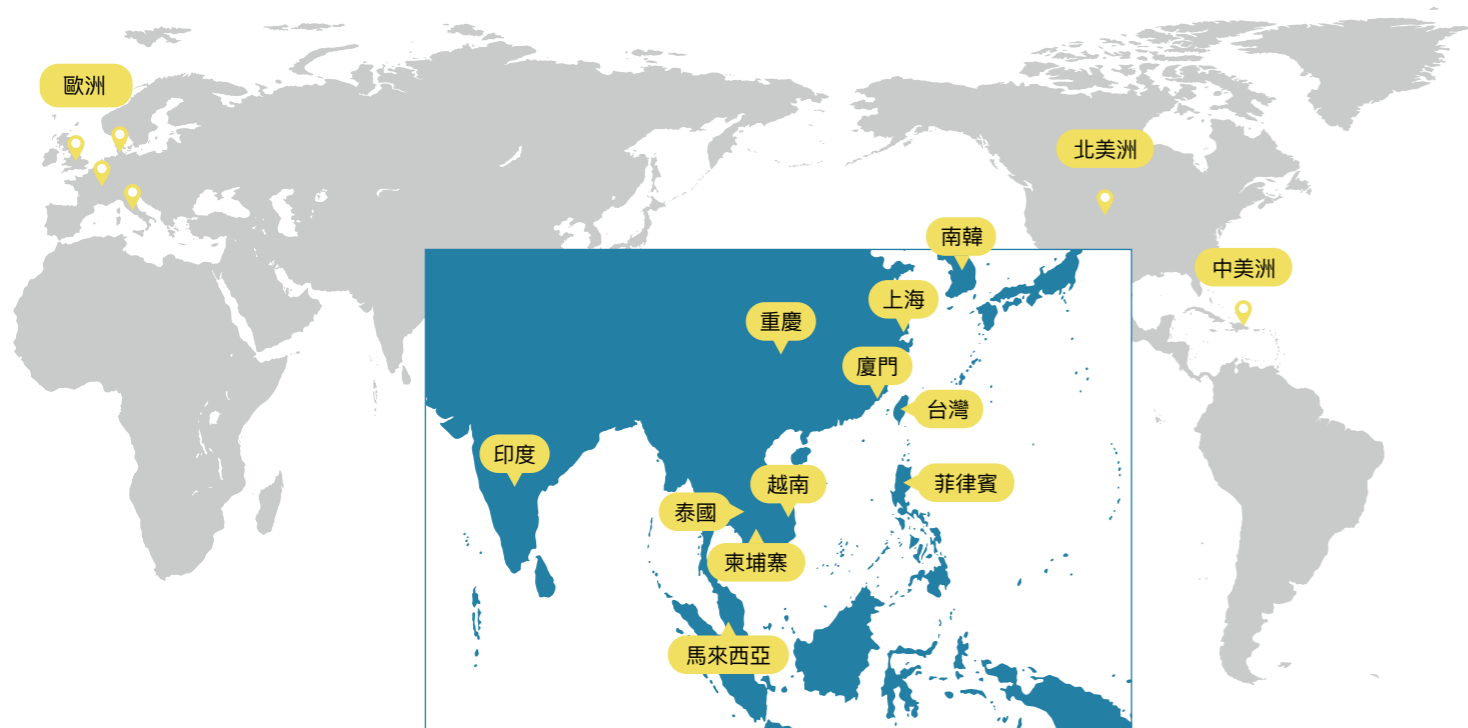 歐洲
北美洲
南韓
中美洲
上海
重慶
廈門
台灣
印度
越南
菲律賓
泰國
柬埔寨
馬來西亞